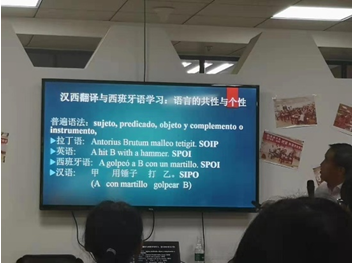 汉西翻译与西班牙语学习：语言的共性与个性
普遍语法：sujeto, predicado, objeto y complemento o
instrumento,
拉丁语: Antorius Brutum malleo tetigit. SOIP
英语: A hit B with a hammer. SPOI
西班牙语: A golpeó a B con un martillo. SPOI
汉语: 甲 用锤子 打 乙。SIPO
(A con martillo golpear B)